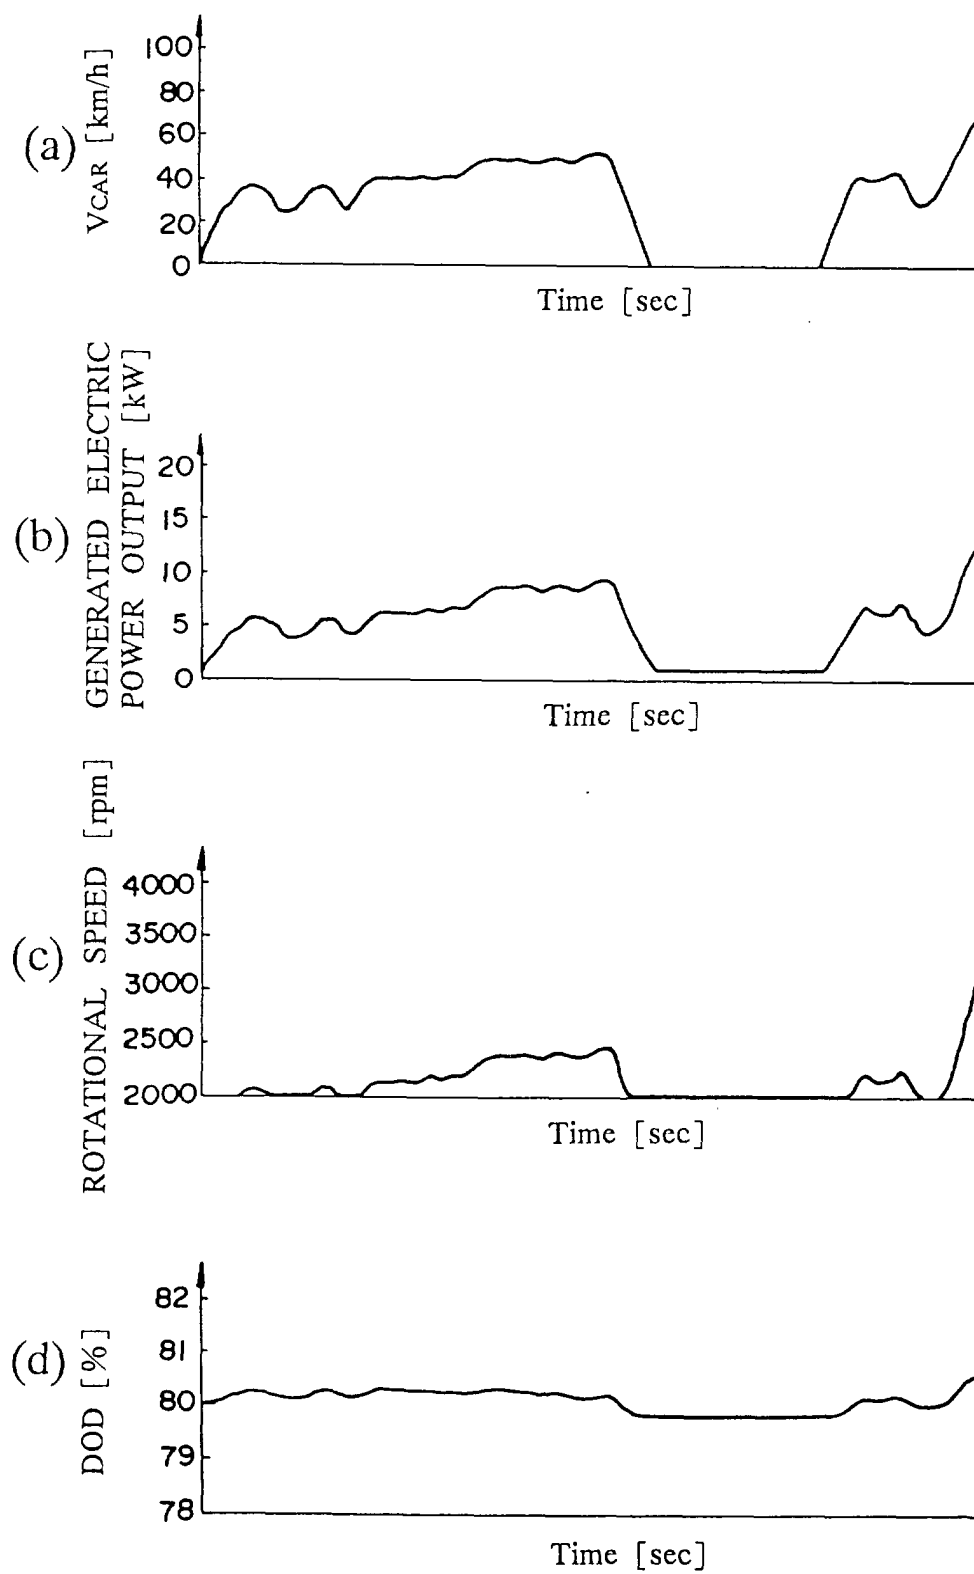 (a)
VCAR [km/h]
100
80
60
40
20
0
Time [sec]
(b)
GENERATED ELECTRIC
POWER OUTPUT [kW]
20
15
10
5
0
Time [sec]
(c)
ROTATIONAL SPEED [rpm]
4000
3500
3000
2500
2000
Time [sec]
(d)
DOD [%]
82
81
80
79
78
Time [sec]